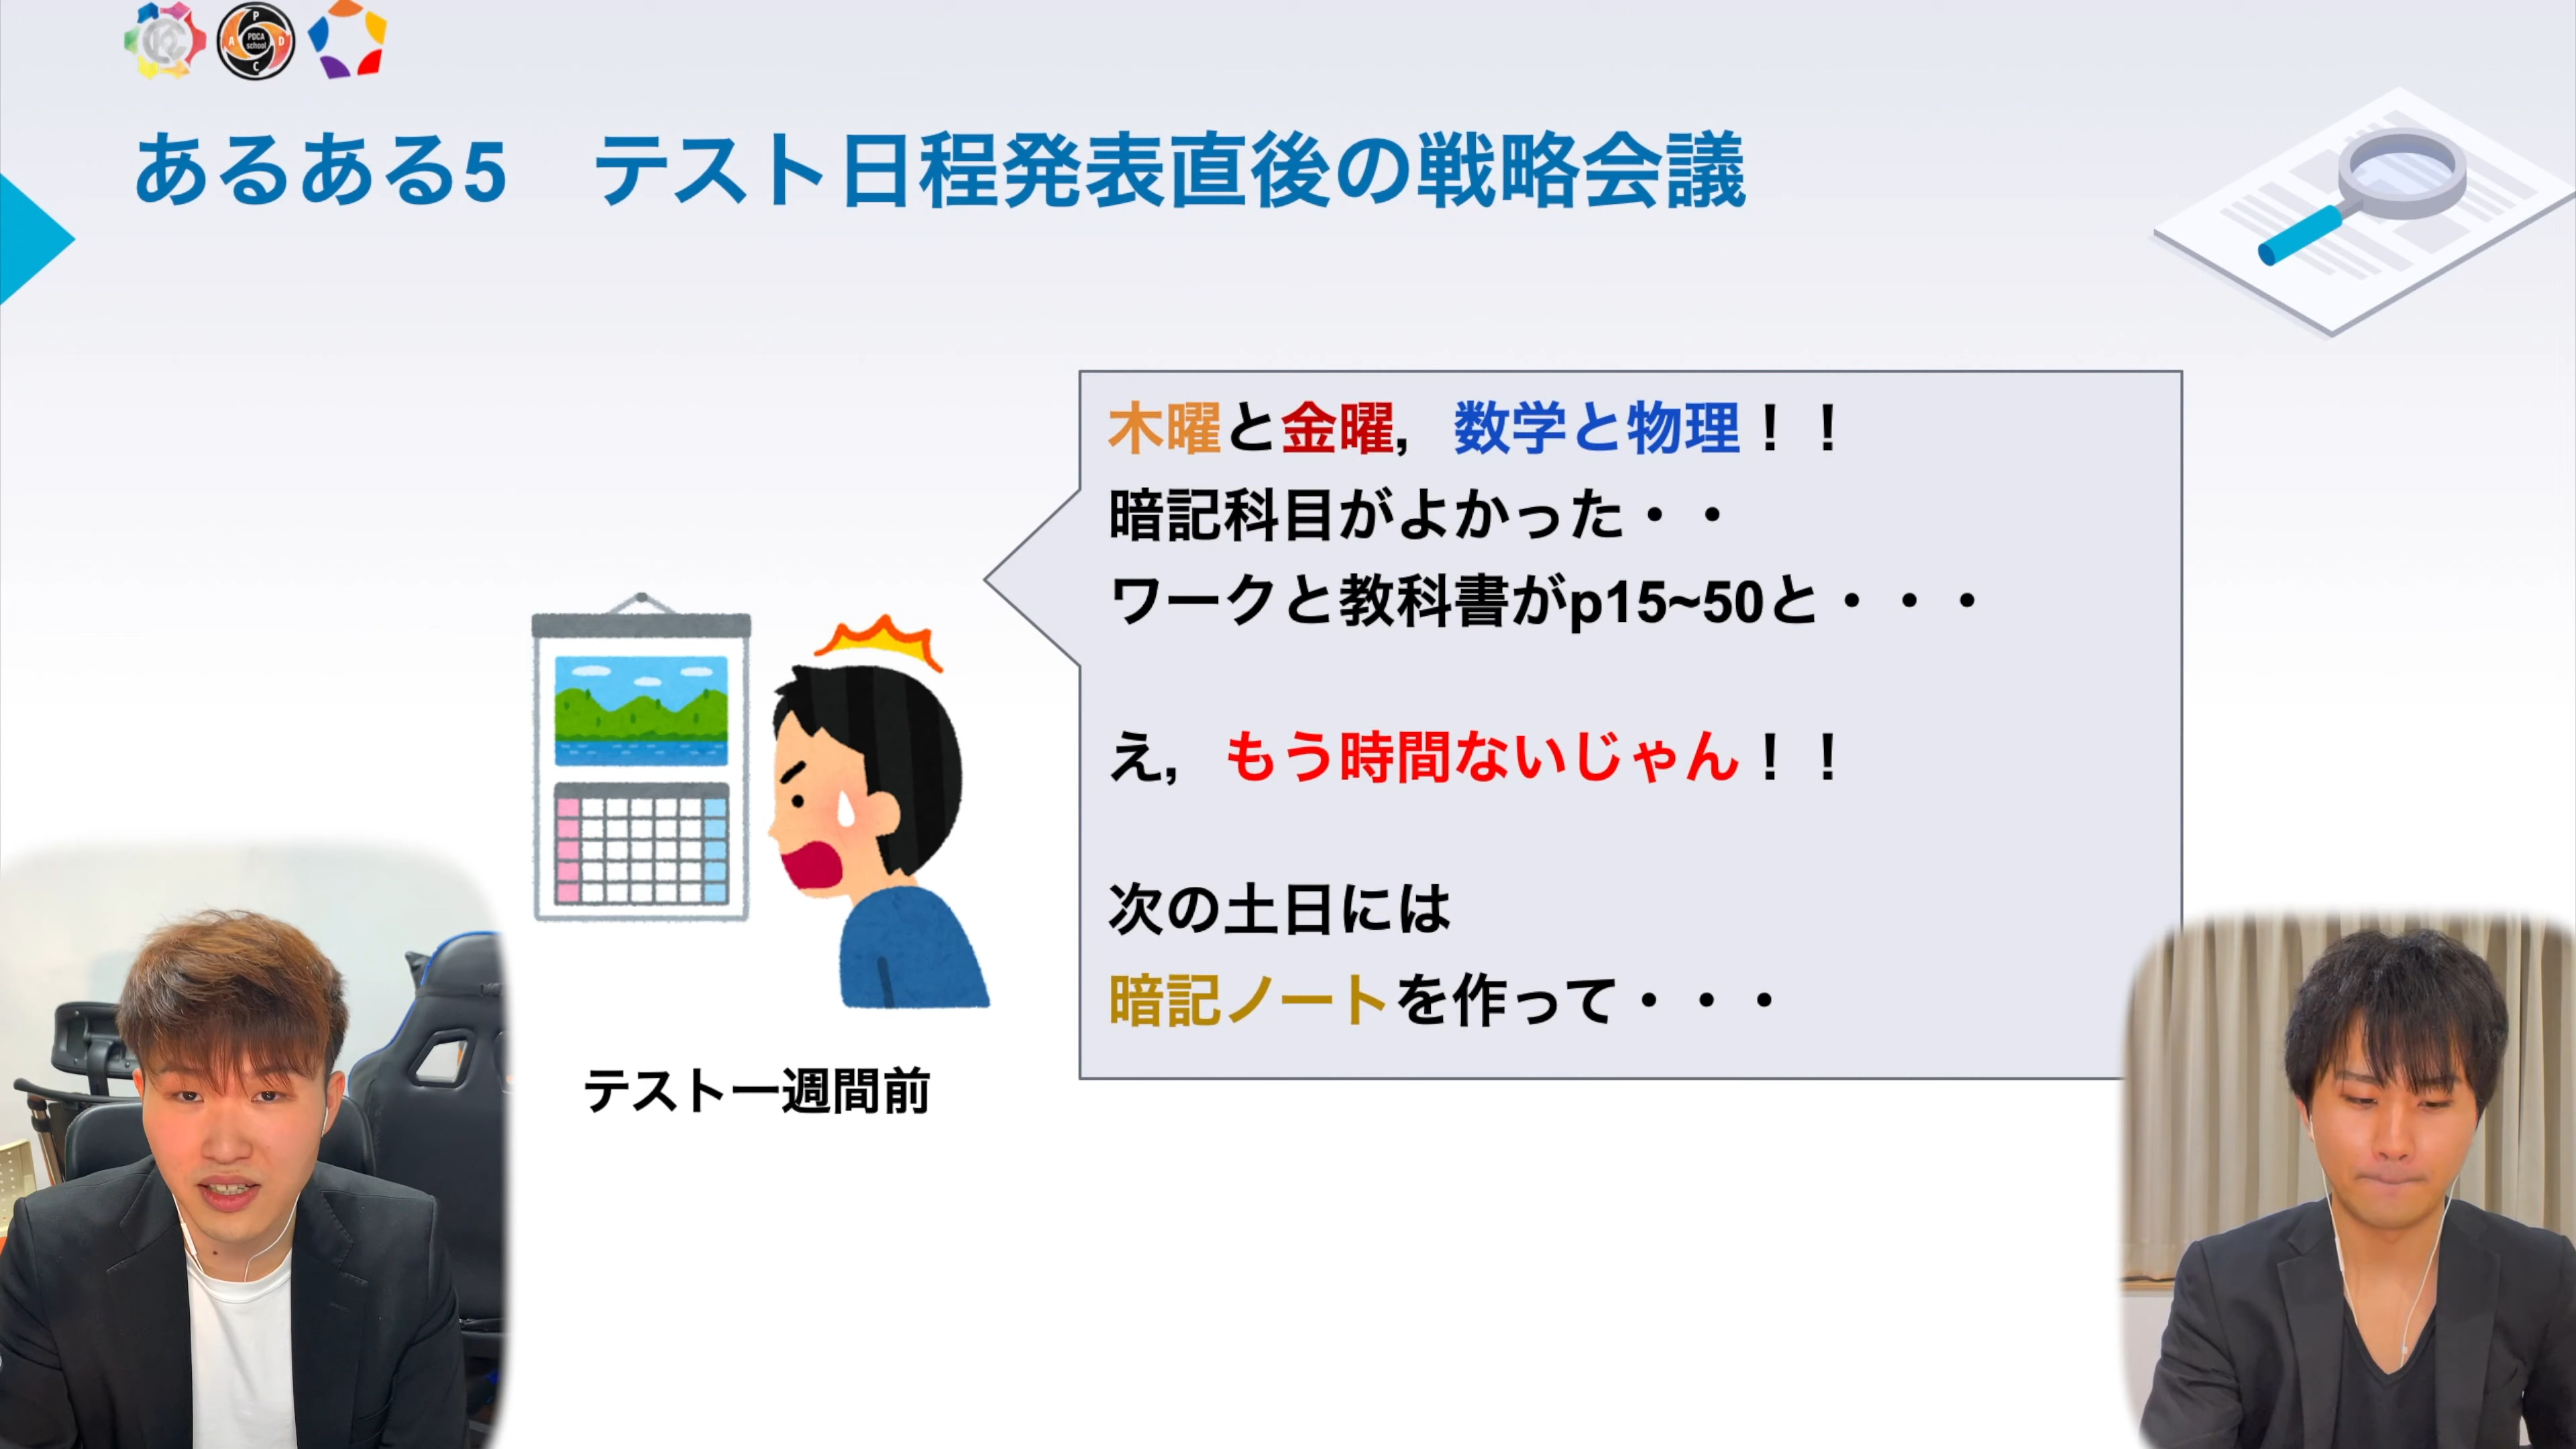 P
A PDCA school D
C
あるある5　テスト日程発表直後の戦略会議
木曜と金曜，数学と物理！！
暗記科目がよかった・・
ワークと教科書がp15~50と・・・
え，もう時間ないじゃん！！
次の土日には
暗記ノートを作って・・・
テスト一週間前